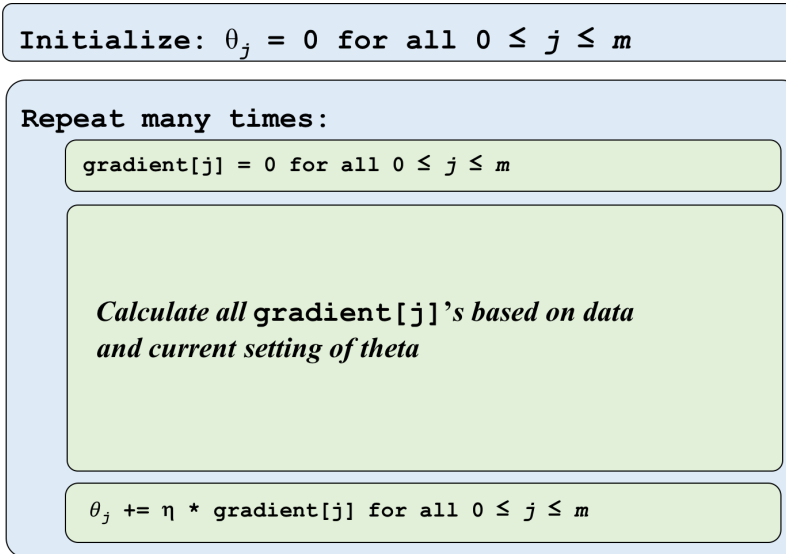 Initialize: θⱼ = 0 for all 0 ≤ j ≤ m
Repeat many times:
gradient[j] = 0 for all 0 ≤ j ≤ m
Calculate all gradient[j]’s based on data
and current setting of theta
θⱼ += η * gradient[j] for all 0 ≤ j ≤ m